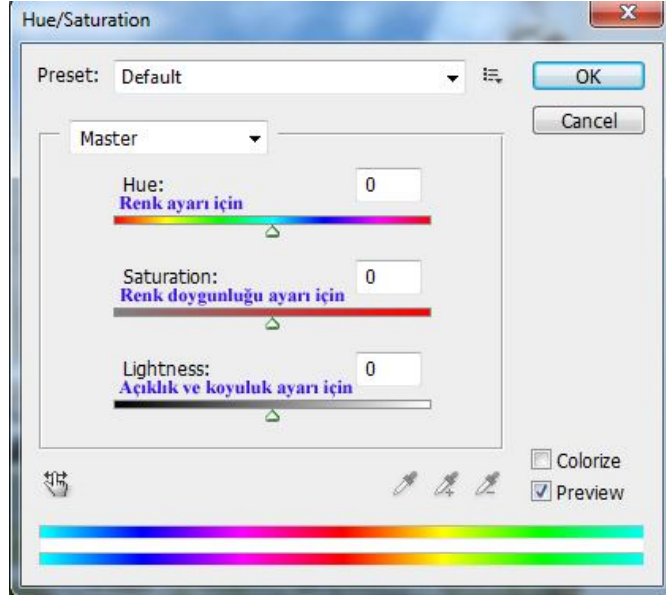 Hue/Saturation
Preset: Default
OK
Cancel
Master
Hue: 0
Renk ayarı için
Saturation: 0
Renk doygunluğu ayarı için
Lightness: 0
Açıklık ve koyuluk ayarı için
Colorize
Preview